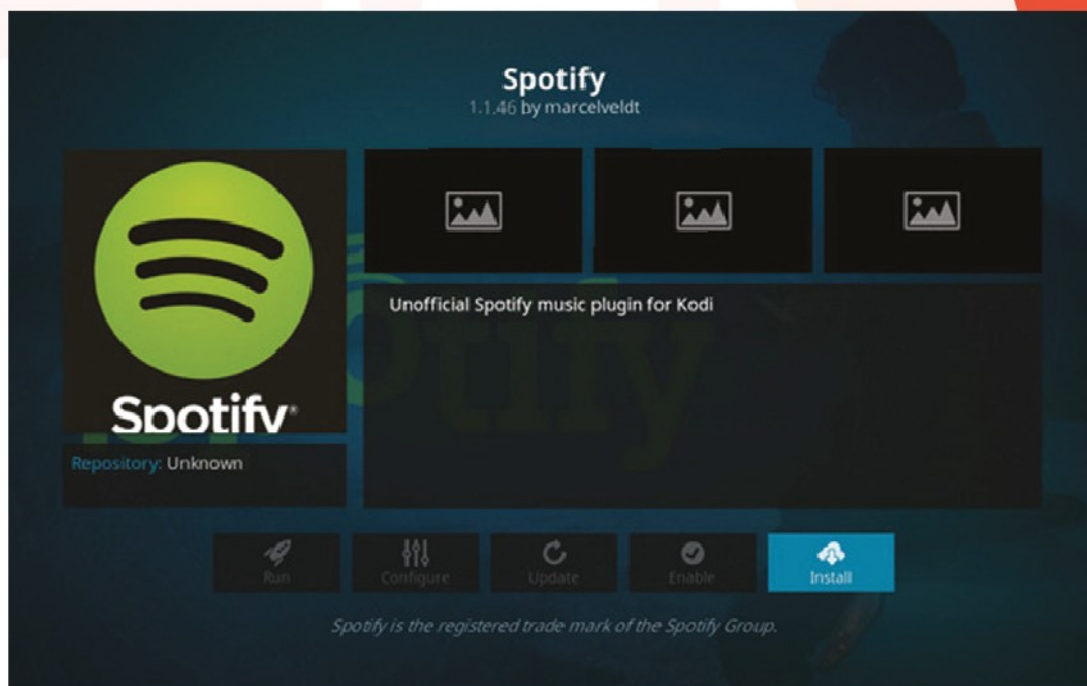 Spotify
1.1.46 by marcelveldt
Unofficial Spotify music plugin for Kodi
Spotify
Spotify®
Repository: Unknown
Run
Configure
Update
Enable
Install
Spotify is the registered trade mark of the Spotify Group.